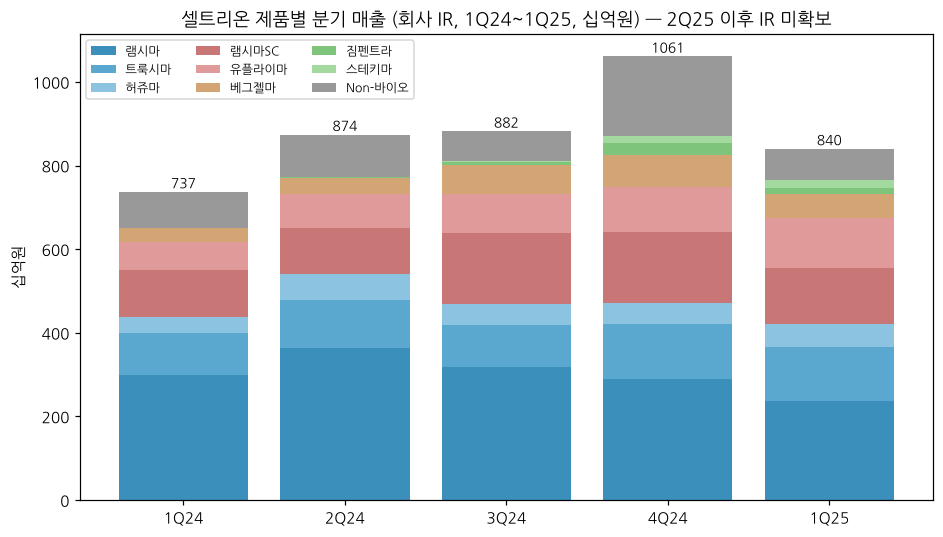 셀트리온 제품별 분기 매출 (회사 IR, 1Q24~1Q25, 십억원) — 2Q25 이후 IR 미확보
램시마
트룩시마
허쥬마
램시마SC
유플라이마
베그젤마
짐펜트라
스테키마
Non-바이오
십억원
1000
800
600
400
200
0
737
874
882
1061
840
1Q24
2Q24
3Q24
4Q24
1Q25